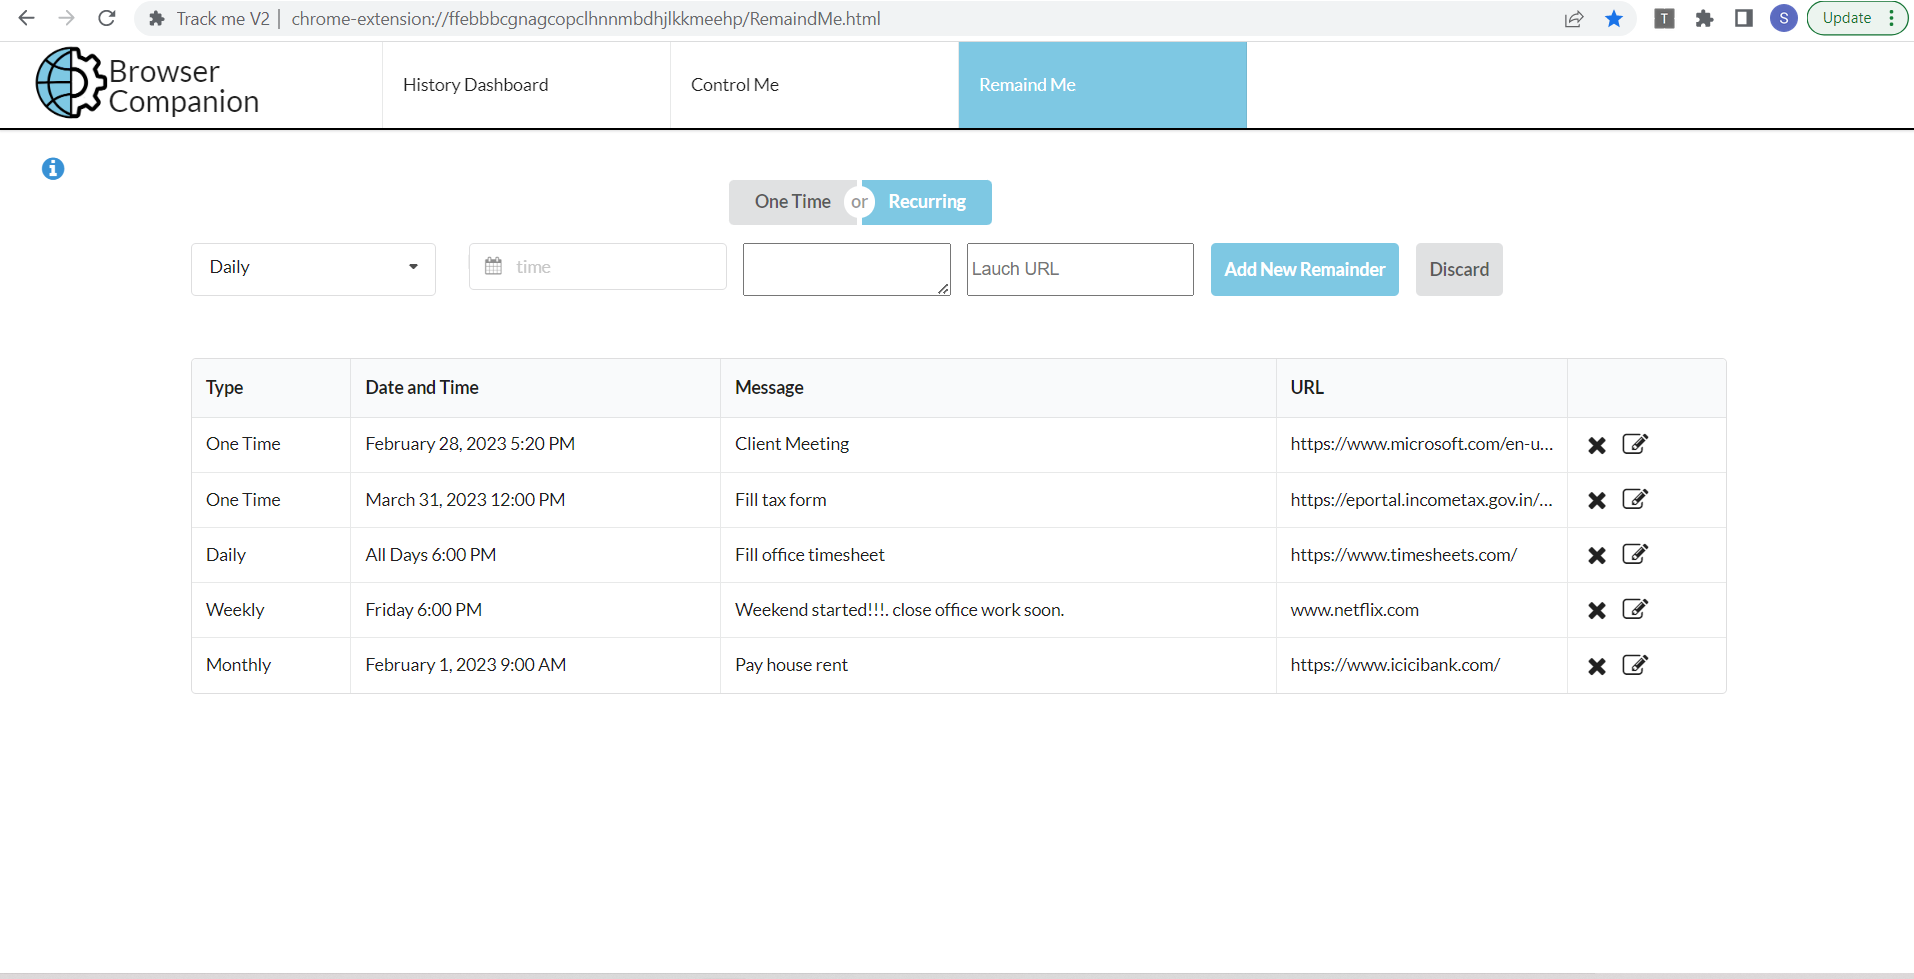 Track me V2 | chrome-extension://ffebbbcgnagcopclhnnmbdhjlkkmeehp/RemaindMe.html T S Update
Browser
Companion
History Dashboard Control Me Remaind Me
One Time or Recurring
Daily time Lauch URL Add New Remainder Discard
Type Date and Time Message URL
One Time February 28, 2023 5:20 PM Client Meeting https://www.microsoft.com/en-u...
One Time March 31, 2023 12:00 PM Fill tax form https://eportal.incometax.gov.in/...
Daily All Days 6:00 PM Fill office timesheet https://www.timesheets.com/
Weekly Friday 6:00 PM Weekend started!!!. close office work soon. www.netflix.com
Monthly February 1, 2023 9:00 AM Pay house rent https://www.icicibank.com/